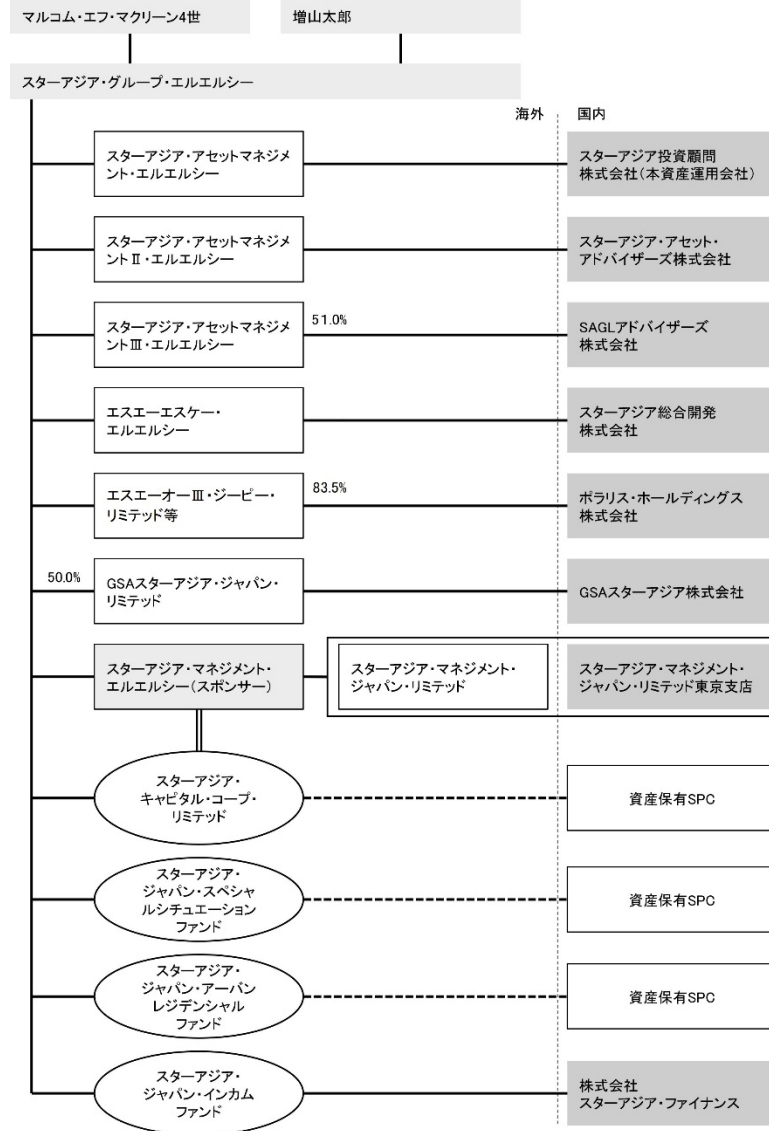 マルコム・エフ・マクリーン4世
増山太郎
スターアジア・グループ・エルエルシー
海外
国内
スターアジア・アセットマネジメ
ント・エルエルシー
スターアジア投資顧問
株式会社(本資産運用会社)
スターアジア・アセットマネジメ
ントⅡ・エルエルシー
スターアジア・アセット・
アドバイザーズ株式会社
スターアジア・アセットマネジメ
ントⅢ・エルエルシー
51.0%
SAGLアドバイザーズ
株式会社
エスエーエスケー・
エルエルシー
スターアジア総合開発
株式会社
エスエーオーⅢ・ジーピー・
リミテッド等
83.5%
ポラリス・ホールディングス
株式会社
50.0%
GSAスターアジア・ジャパン・
リミテッド
GSAスターアジア株式会社
スターアジア・マネジメント・
エルエルシー(スポンサー)
スターアジア・マネジメント・
ジャパン・リミテッド
スターアジア・マネジメント・
ジャパン・リミテッド東京支店
スターアジア・
キャピタル・コープ・
リミテッド
資産保有SPC
スターアジア・
ジャパン・スペシャ
ルシチュエーション
ファンド
資産保有SPC
スターアジア・
ジャパン・アーバン
レジデンシャル
ファンド
資産保有SPC
スターアジア・
ジャパン・インカム
ファンド
株式会社
スターアジア・ファイナンス